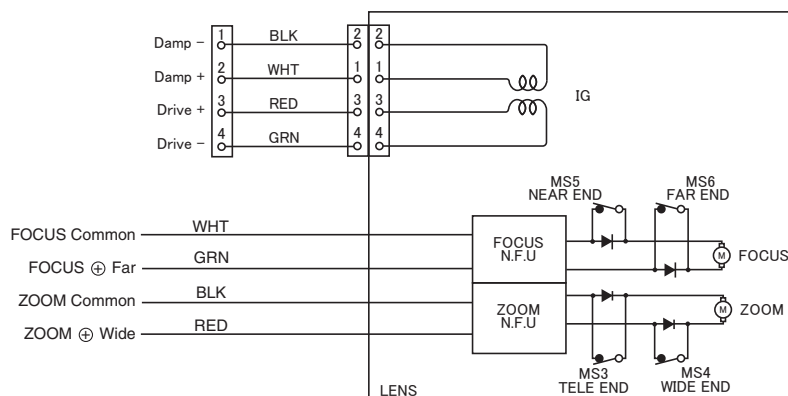 Damp - 1 BLK 2 2
Damp + 2 WHT 1 1
Drive + 3 RED 3 3
Drive - 4 GRN 4 4
IG
MS5
NEAR END
MS6
FAR END
FOCUS Common WHT
FOCUS ⊕ Far GRN
FOCUS
N.F.U
M FOCUS
ZOOM Common BLK
ZOOM ⊕ Wide RED
ZOOM
N.F.U
M ZOOM
MS3
TELE END
MS4
WIDE END
LENS